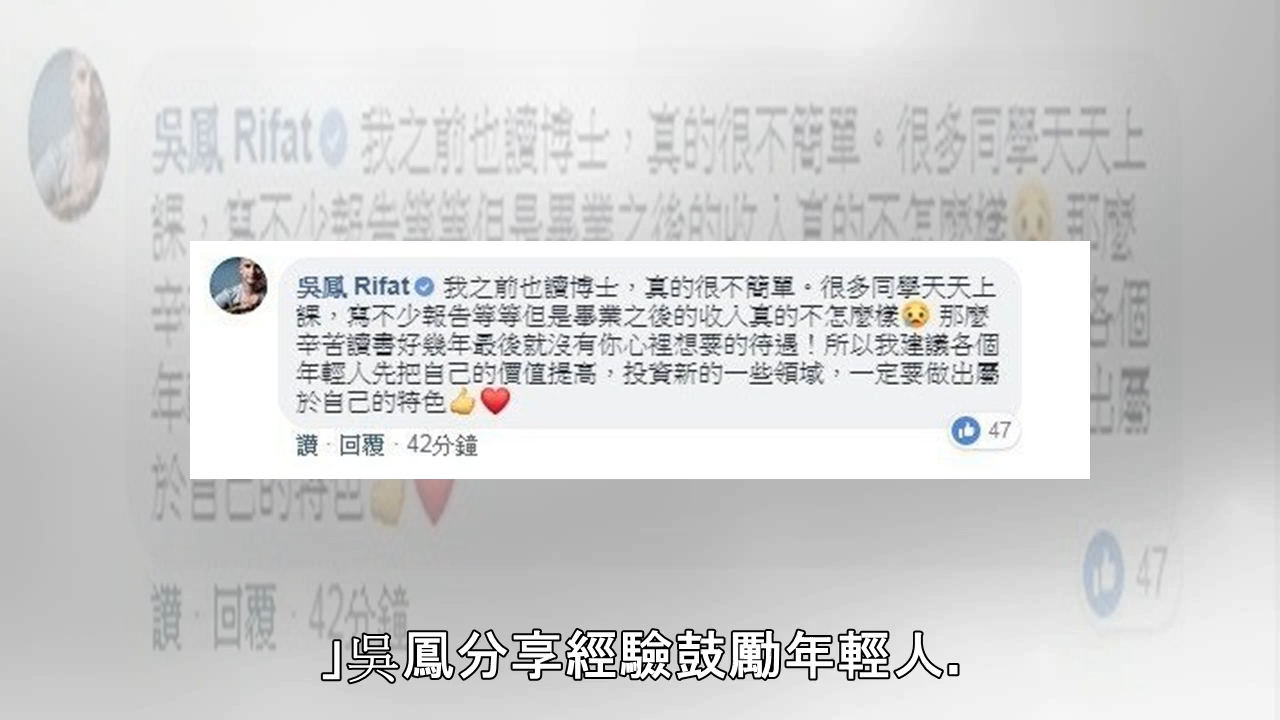 吳鳳 Rifat 我之前也讀博士，真的很不簡單。很多同學天天上
課，寫不少報告等等但是畢業之後的收入真的不怎麼樣😢 那麼
辛苦讀書好幾年最後就沒有你心裡想要的待遇！所以我建議各個
年輕人先把自己的價值提高，投資新的一些領域，一定要做出屬
於自己的特色👍❤️
47
讚 · 回覆 · 42分鐘
」吳鳳分享經驗鼓勵年輕人.